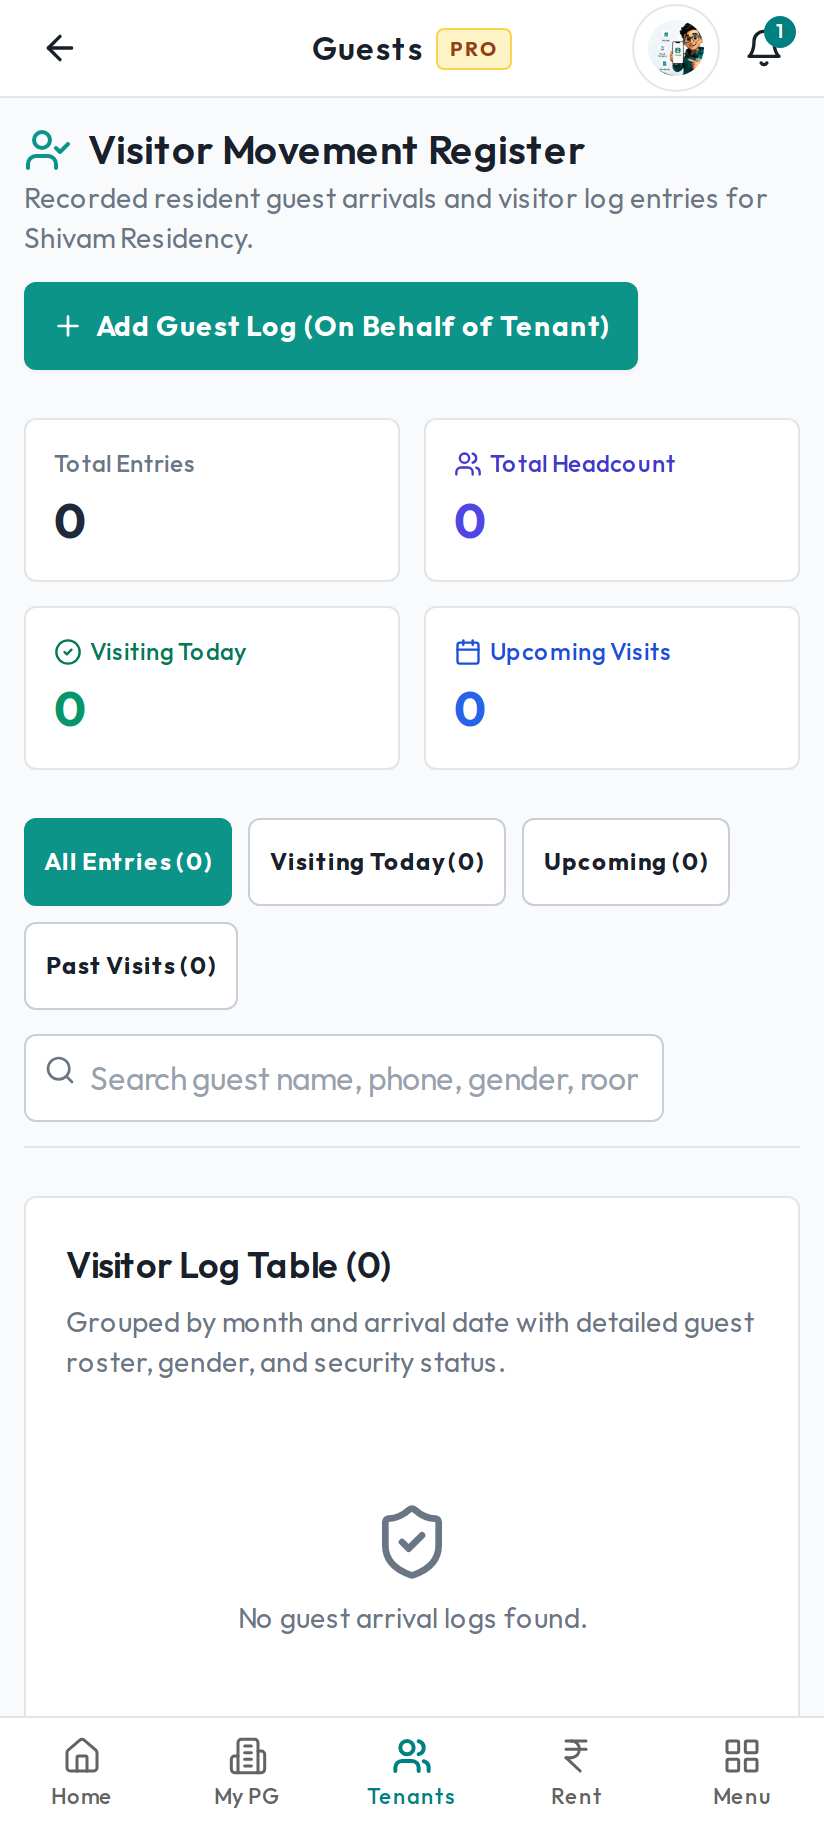 Guests PRO
1
Visitor Movement Register
Recorded resident guest arrivals and visitor log entries for
Shivam Residency.
Add Guest Log (On Behalf of Tenant)
Total Entries
0
Total Headcount
0
Visiting Today
0
Upcoming Visits
0
All Entries (0)
Visiting Today (0)
Upcoming (0)
Past Visits (0)
Search guest name, phone, gender, roor
Visitor Log Table (0)
Grouped by month and arrival date with detailed guest
roster, gender, and security status.
No guest arrival logs found.
Home
My PG
Tenants
Rent
Menu